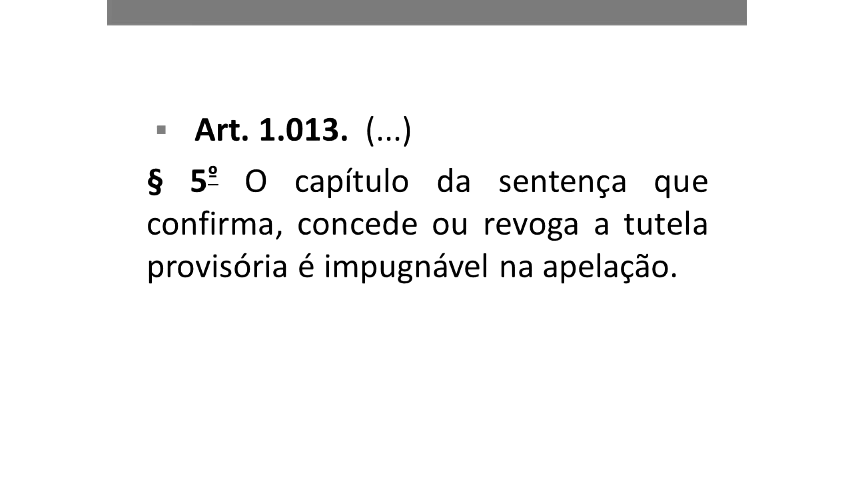 ▪ Art. 1.013. (...)
§ 5º O capítulo da sentença que
confirma, concede ou revoga a tutela
provisória é impugnável na apelação.